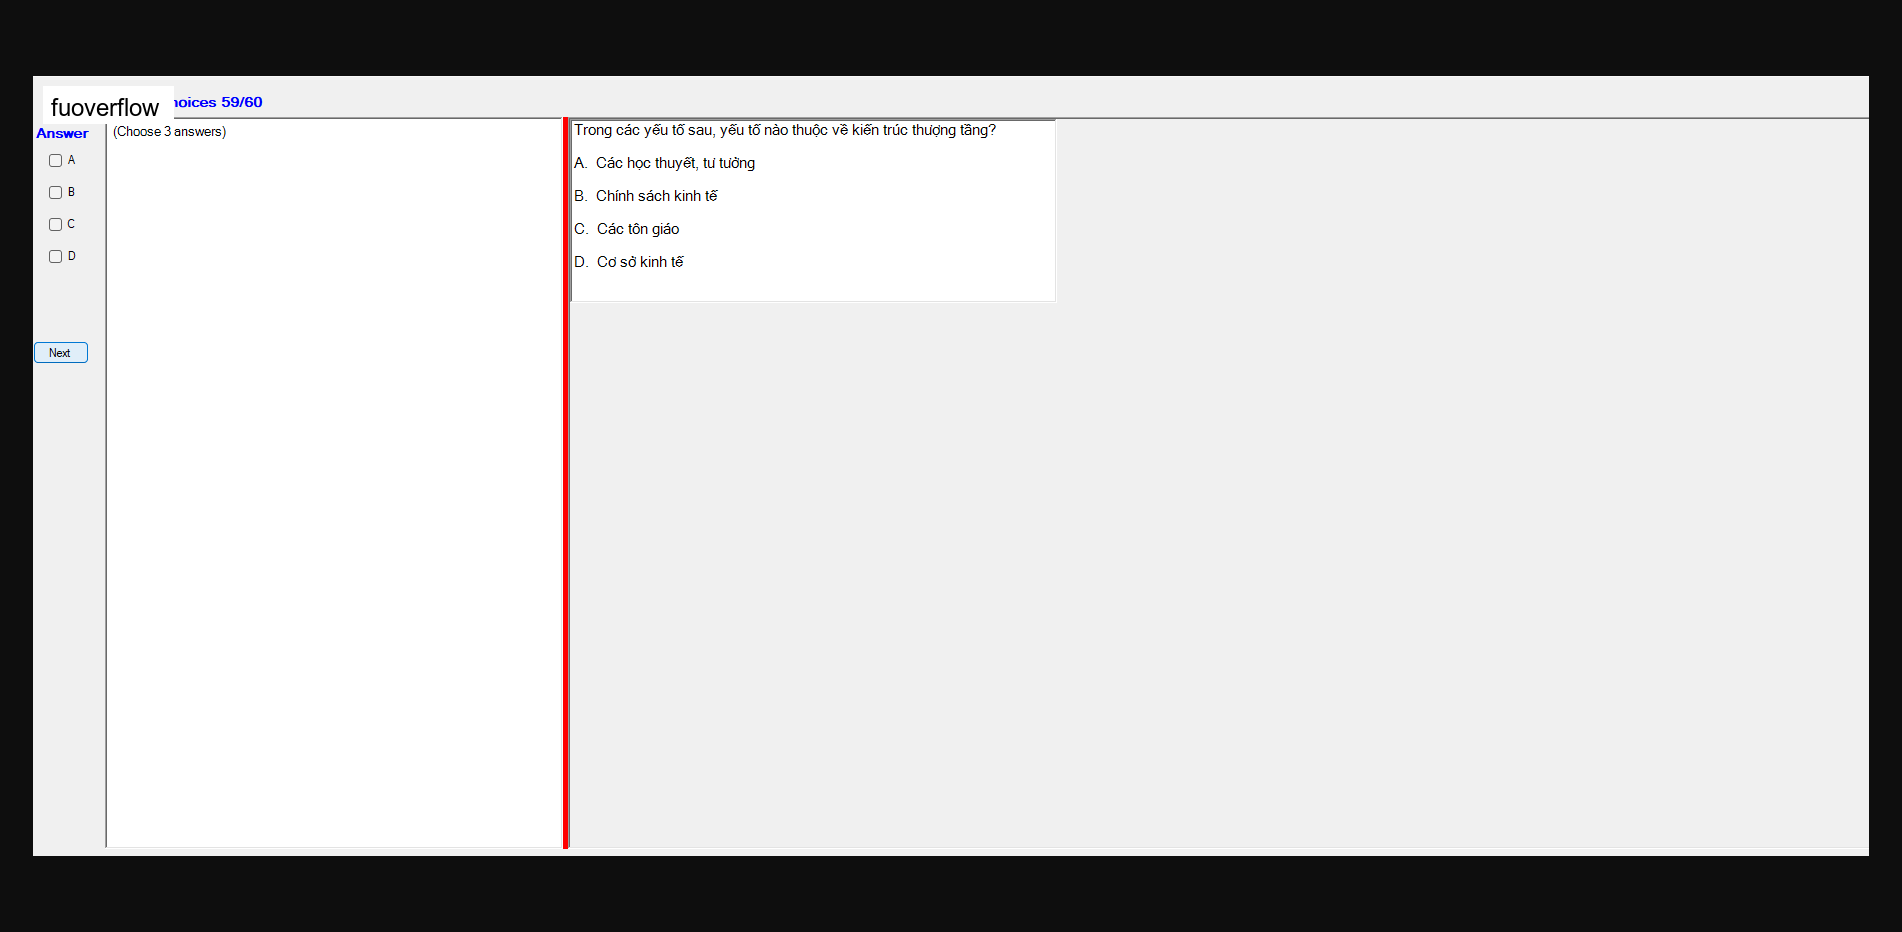 fuoverflow
hoices 59/60
Answer
(Choose 3 answers)
A
B
C
D
Next
Trong các yếu tố sau, yếu tố nào thuộc về kiến trúc thượng tầng?
A. Các học thuyết, tư tưởng
B. Chính sách kinh tế
C. Các tôn giáo
D. Cơ sở kinh tế